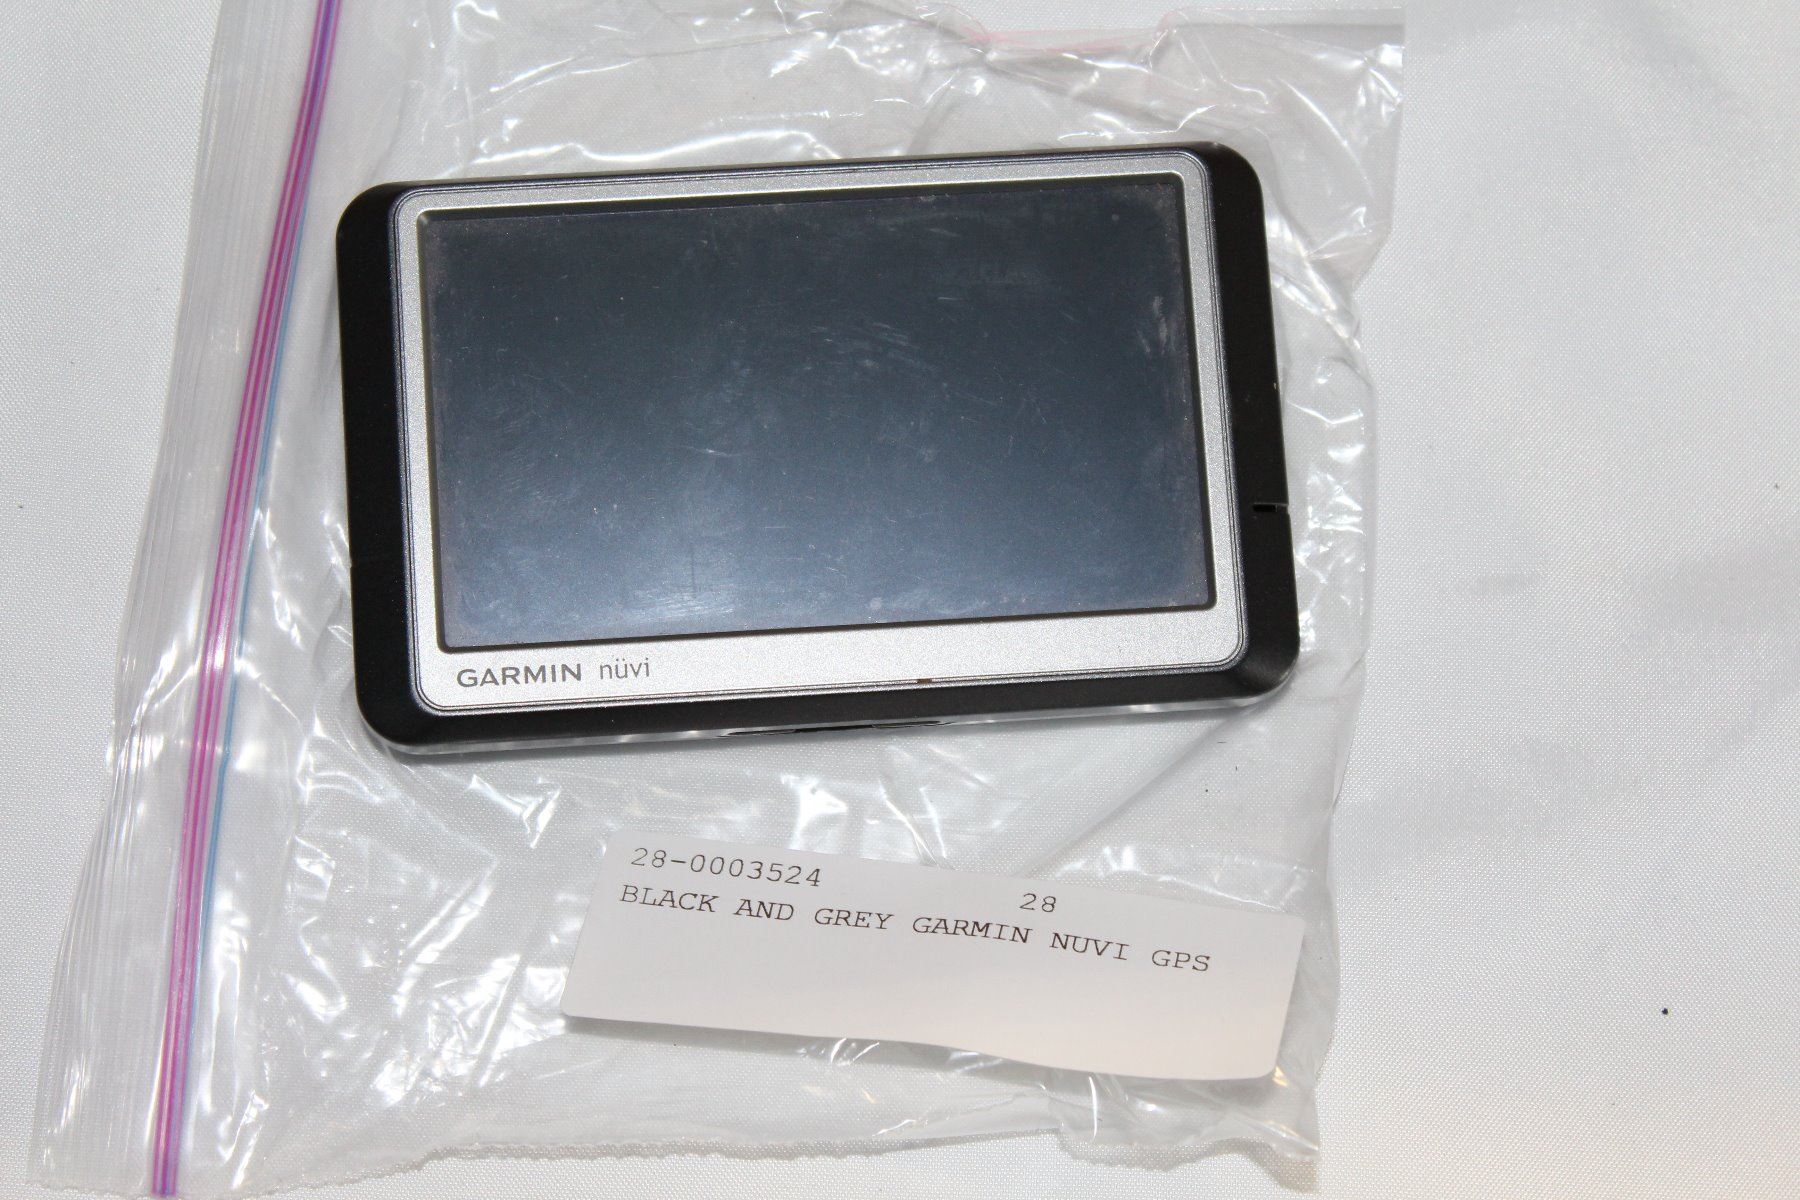 GARMIN nüvi
28-0003524 28
BLACK AND GREY GARMIN NUVI GPS